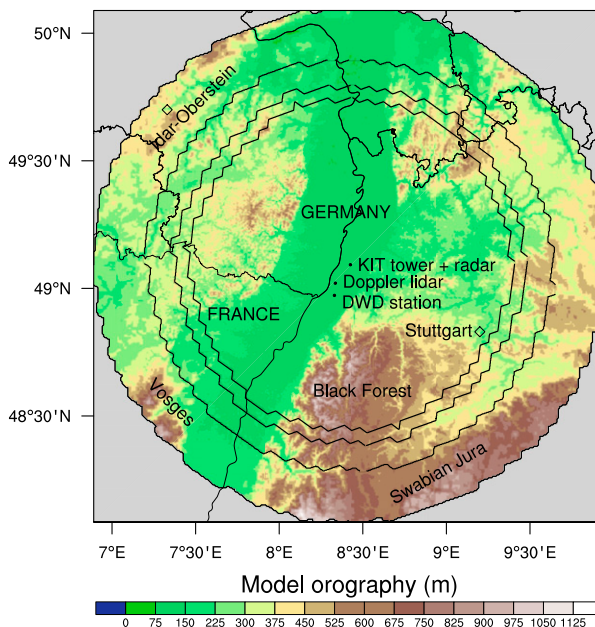 50°N
Idar-Oberstein
49°30'N
GERMANY
KIT tower + radar
Doppler lidar
49°N
DWD station
FRANCE
Stuttgart
Vosges
Black Forest
48°30'N
Swabian Jura
7°E 7°30'E 8°E 8°30'E 9°E 9°30'E
Model orography (m)
0 75 150 225 300 375 450 525 600 675 750 825 900 975 1050 1125